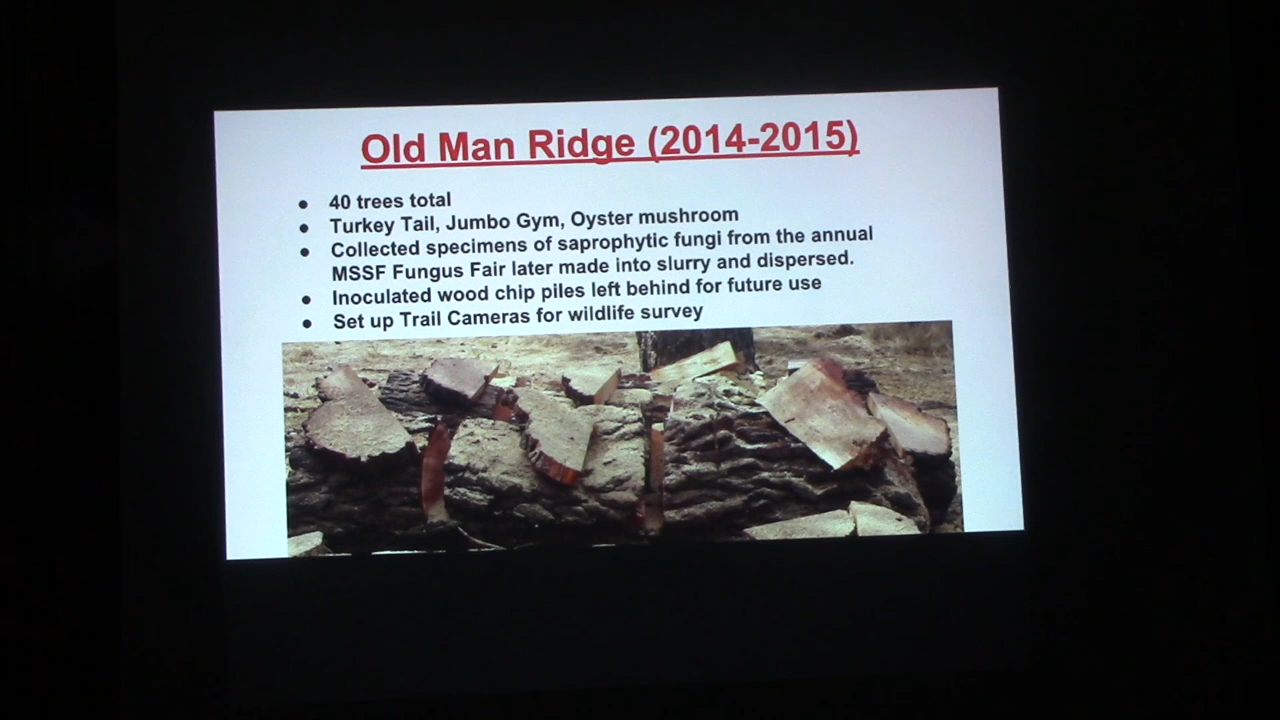 Old Man Ridge (2014-2015)
● 40 trees total
● Turkey Tail, Jumbo Gym, Oyster mushroom
● Collected specimens of saprophytic fungi from the annual
MSSF Fungus Fair later made into slurry and dispersed.
● Inoculated wood chip piles left behind for future use
● Set up Trail Cameras for wildlife survey